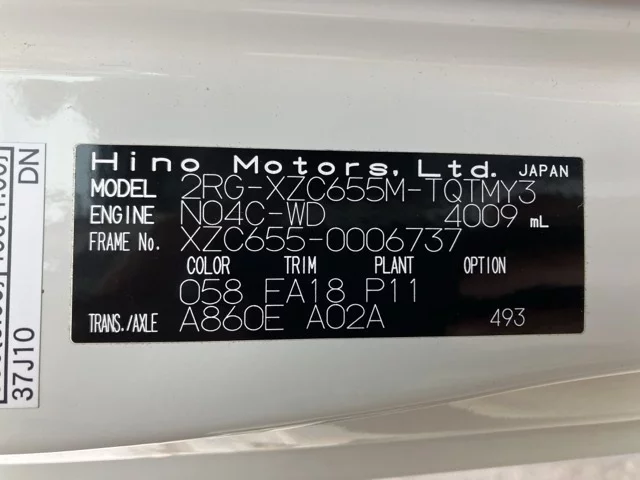 Hino Motors, Ltd. JAPAN
MODEL 2RG-XZC655M-TQTMY3
ENGINE N04C-WD 4009 mL
FRAME No. XZC655-0006737
COLOR TRIM PLANT OPTION
058 FA18 P11
TRANS./AXLE A860E A02A 493
DN
37J10